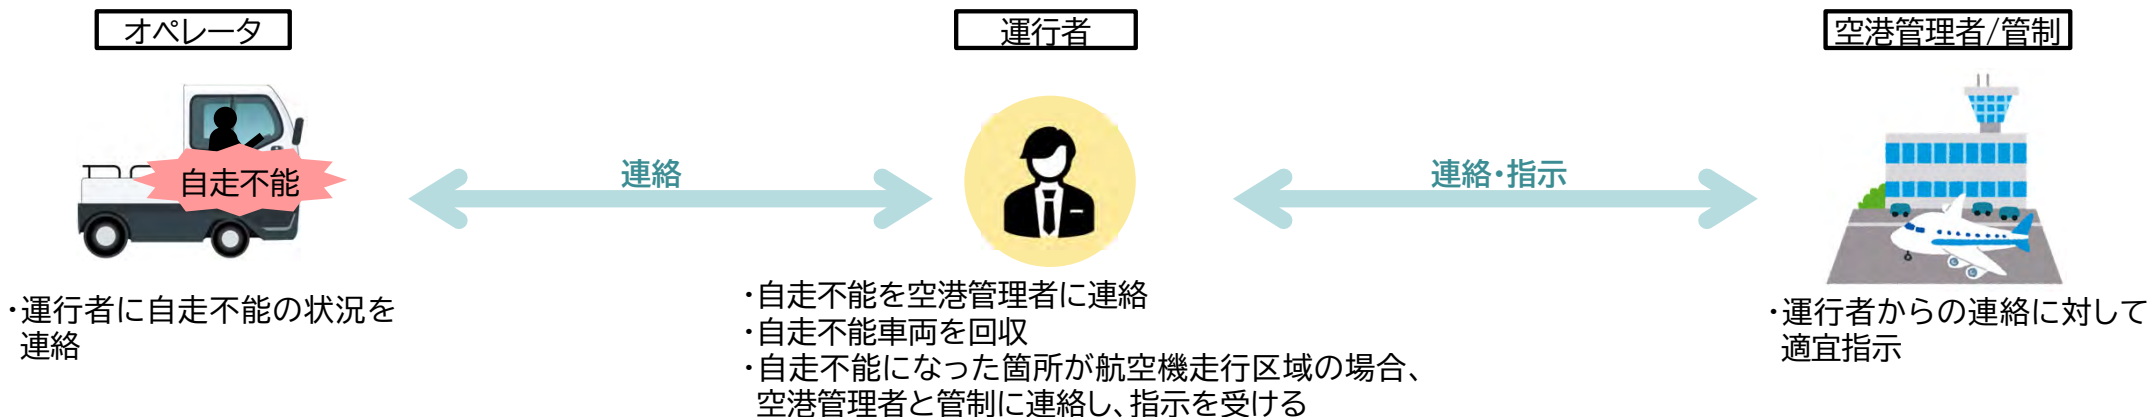 オペレータ
運行者
空港管理者/管制
自走不能
連絡
連絡・指示
・運行者に自走不能の状況を
連絡
・自走不能を空港管理者に連絡
・自走不能車両を回収
・自走不能になった箇所が航空機走行区域の場合、
空港管理者と管制に連絡し、指示を受ける
・運行者からの連絡に対して
適宜指示